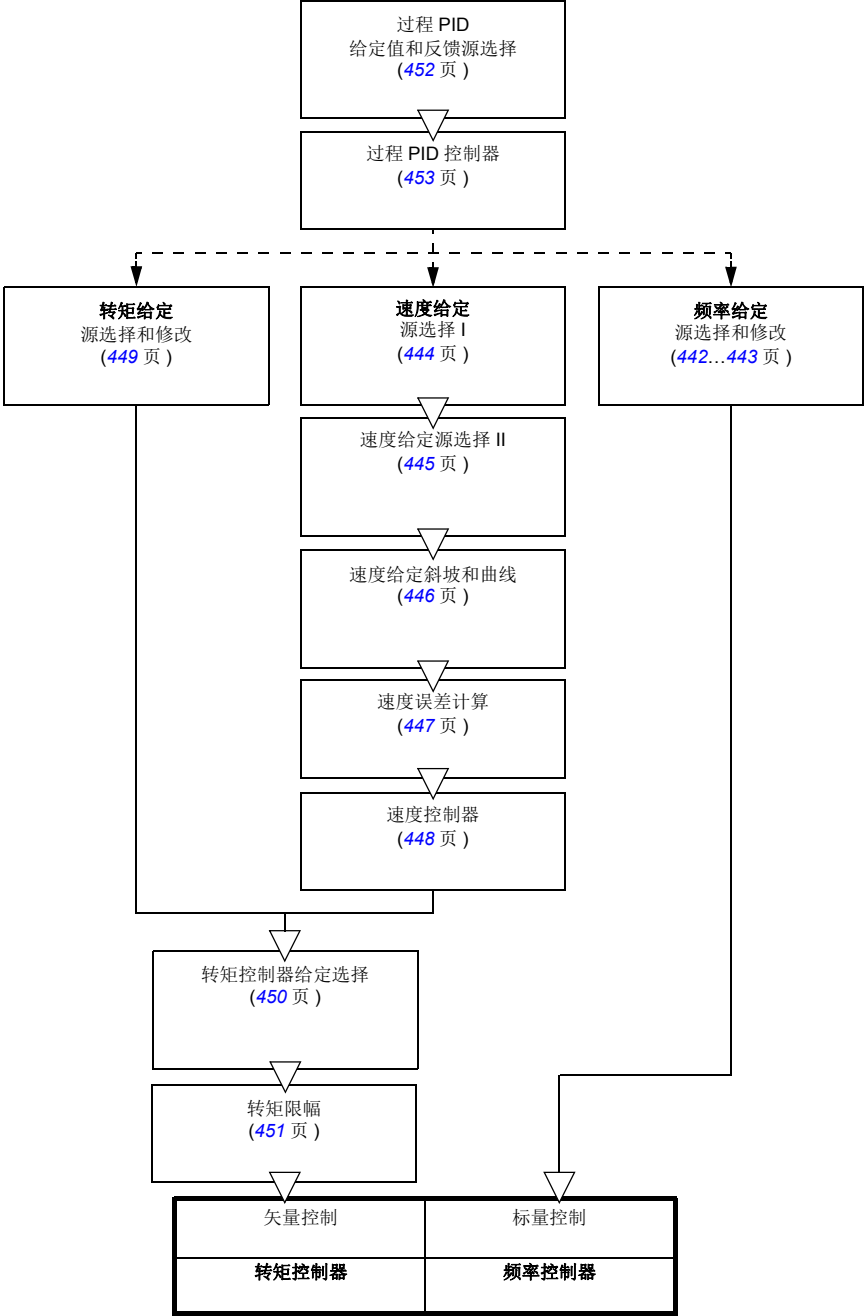 过程 PID
给定值和反馈源选择
(452 页 )
过程 PID 控制器
(453 页 )
转矩给定
源选择和修改
(449 页 )
速度给定
源选择 I
(444 页 )
频率给定
源选择和修改
(442…443 页 )
速度给定源选择 II
(445 页 )
速度给定斜坡和曲线
(446 页 )
速度误差计算
(447 页 )
速度控制器
(448 页 )
转矩控制器给定选择
(450 页 )
转矩限幅
(451 页 )
矢量控制
标量控制
转矩控制器
频率控制器